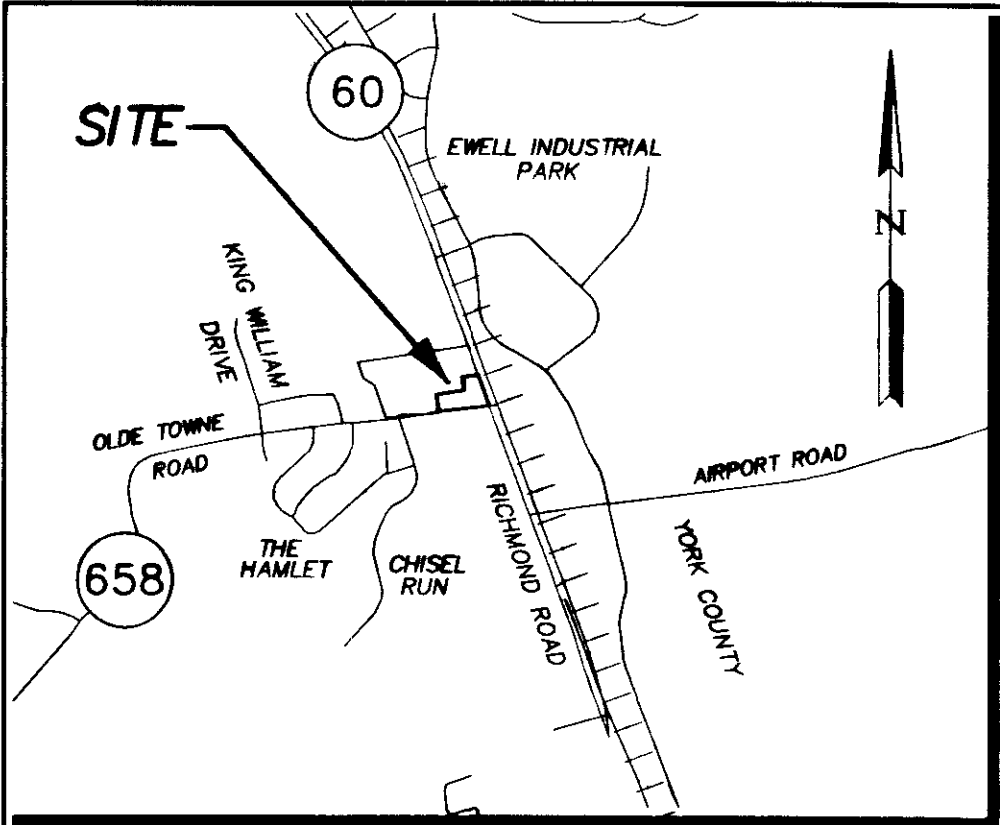 60
SITE
EWELL INDUSTRIAL
PARK
N
KING WILLIAM
DRIVE
OLDE TOWNE
ROAD
AIRPORT ROAD
RICHMOND ROAD
YORK COUNTY
THE
HAMLET
CHISEL
RUN
658